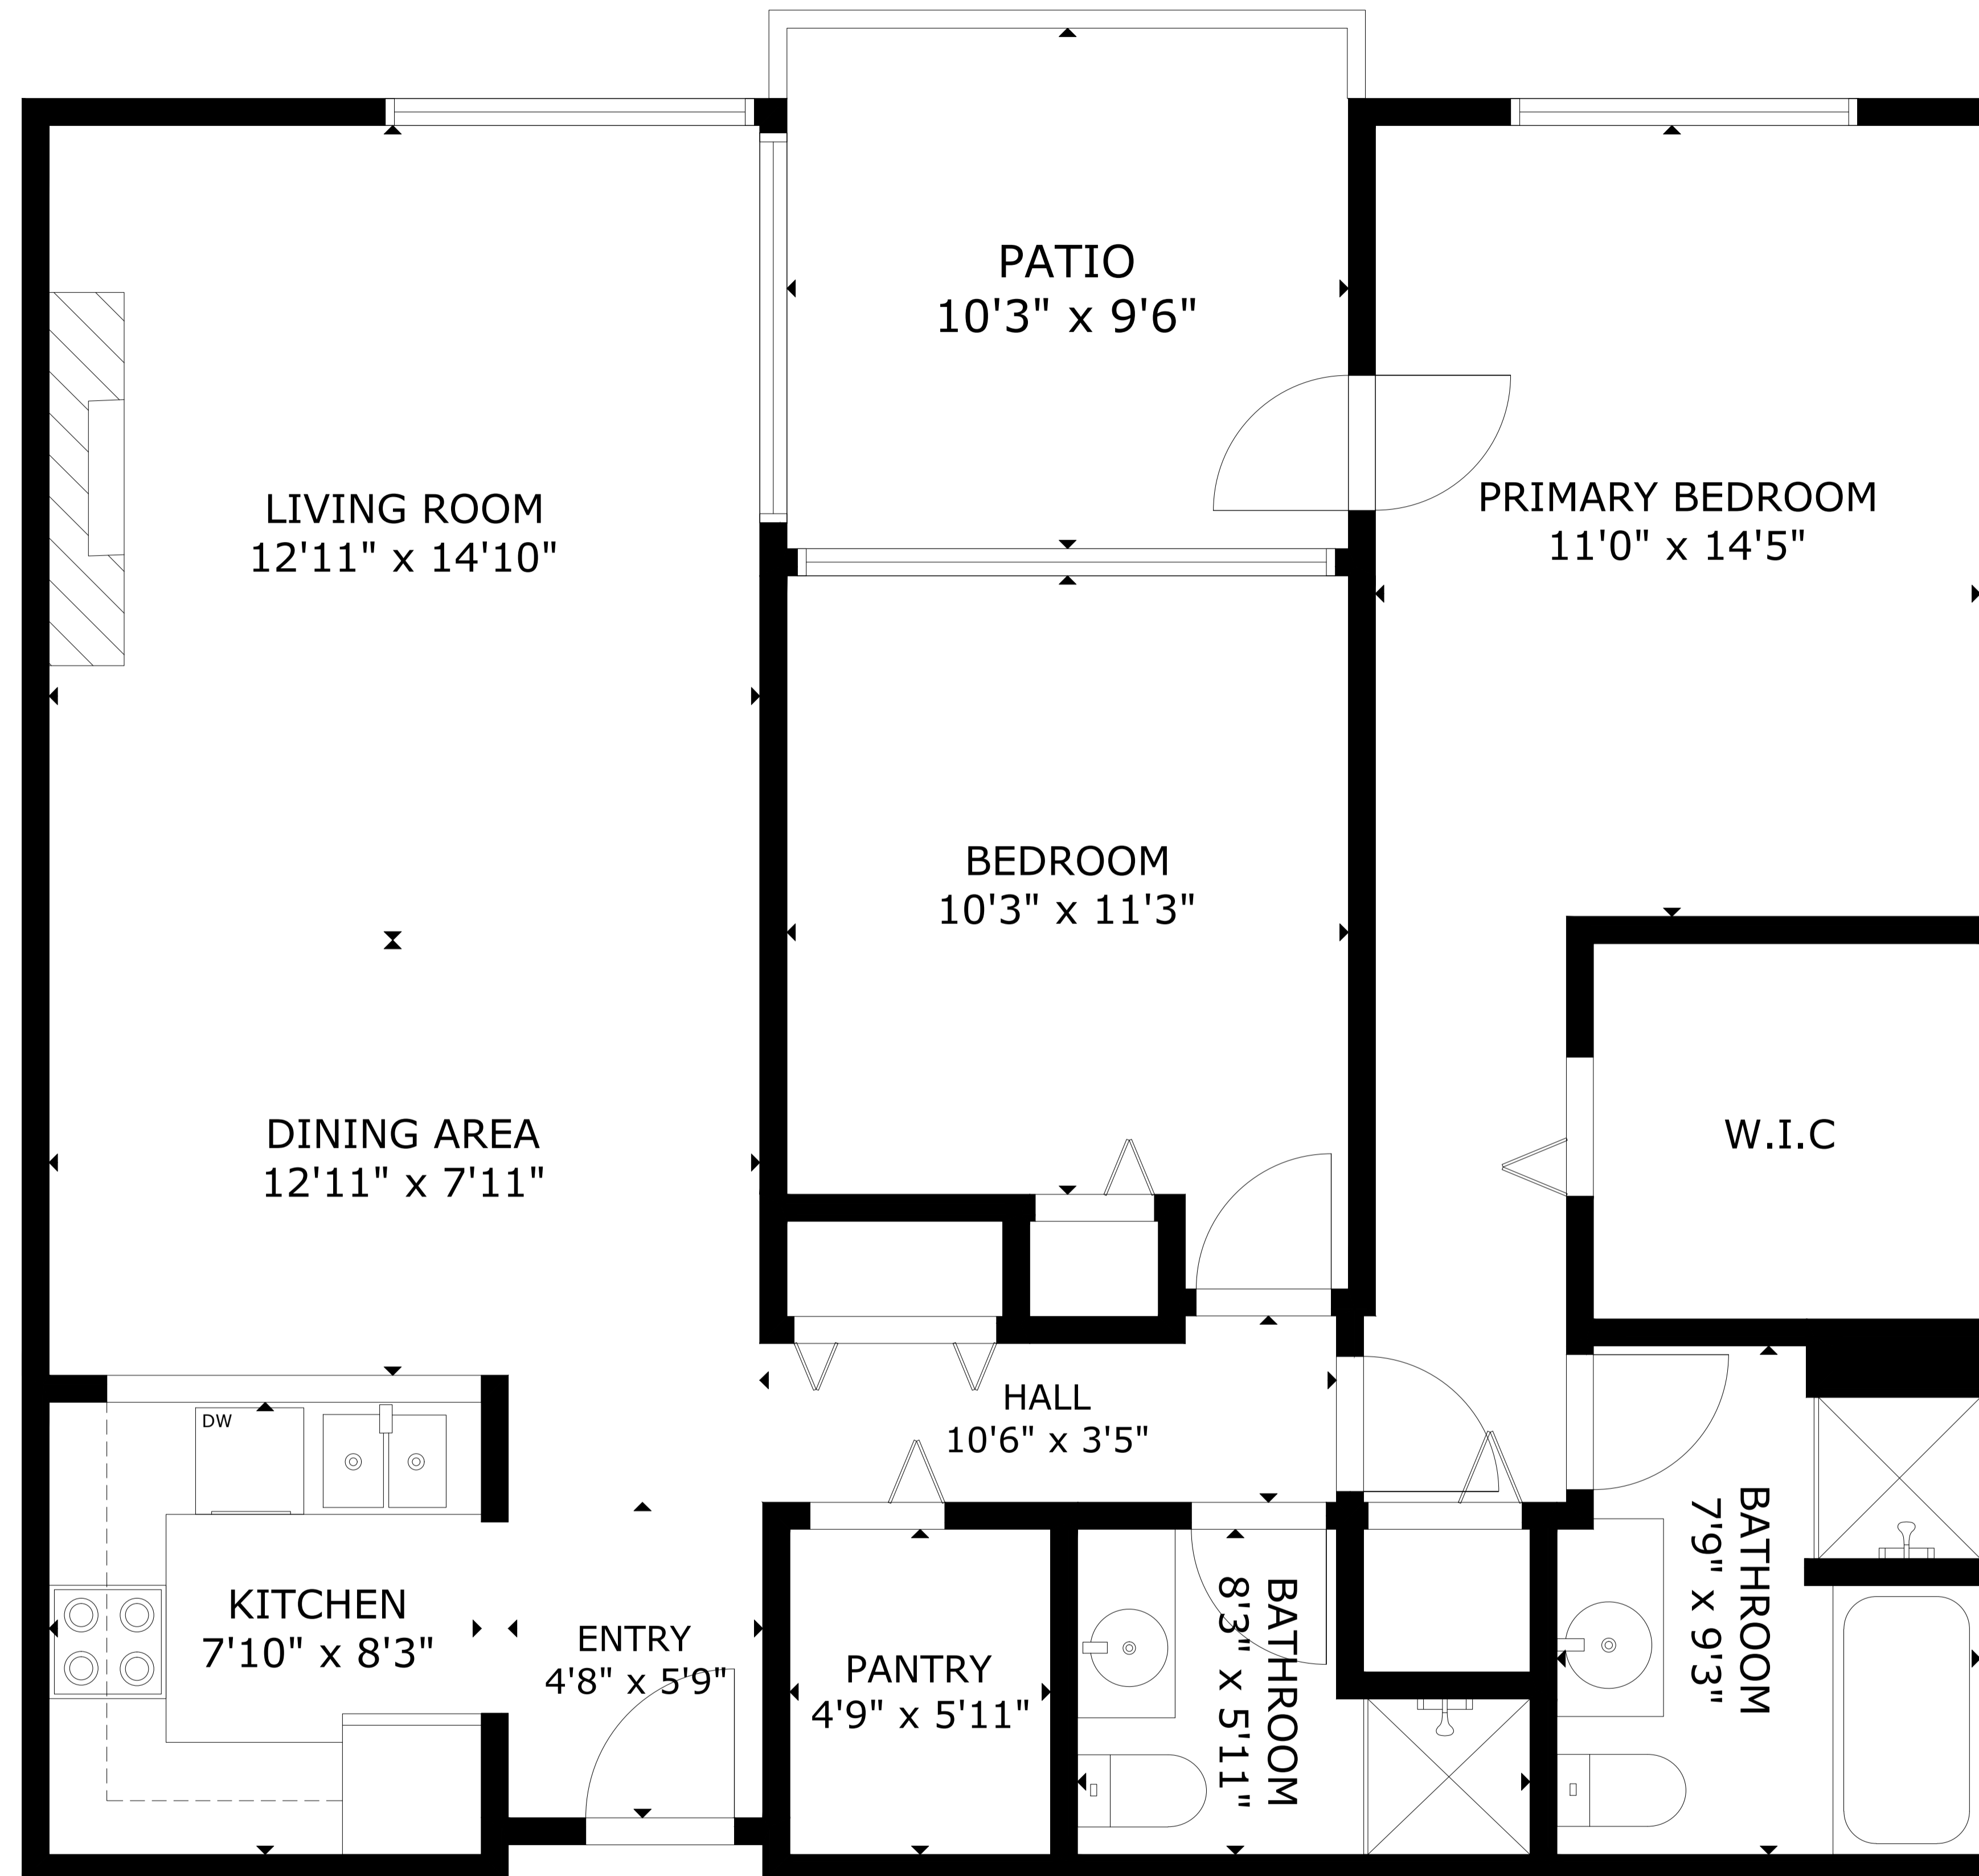 PATIO
10'3" x 9'6"
LIVING ROOM
12'11" x 14'10"
PRIMARY BEDROOM
11'0" x 14'5"
BEDROOM
10'3" x 11'3"
DINING AREA
12'11" x 7'11"
W.I.C
HALL
10'6" x 3'5"
DW
KITCHEN
7'10" x 8'3"
ENTRY
4'8" x 5'9"
PANTRY
4'9" x 5'11"
BATHROOM
8'3" x 5'11"
BATHROOM
7'9" x 9'3"